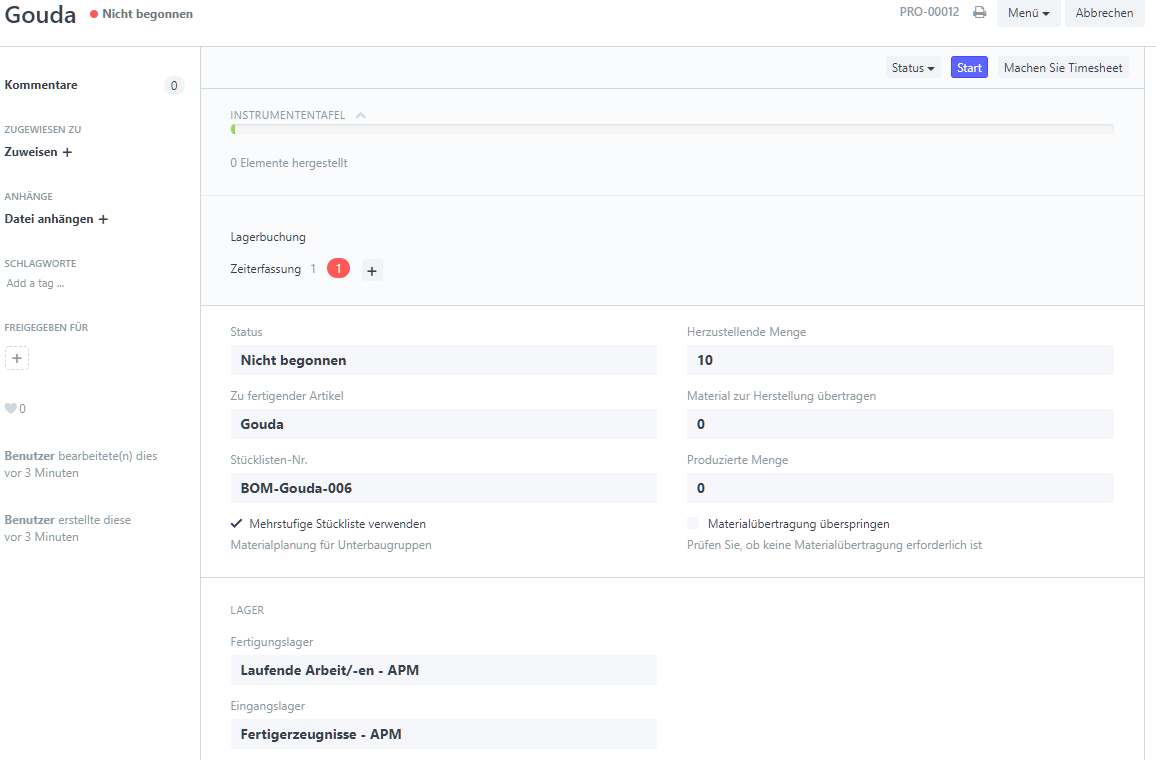 Gouda Nicht begonnen PRO-00012 Menü Abbrechen
Status Start Machen Sie Timesheet
Kommentare 0
ZUGEWIESEN ZU
Zuweisen +
ANHÄNGE
Datei anhängen +
SCHLAGWORTE
Add a tag ...
FREIGEGEBEN FÜR
+
0
Benutzer bearbeitete(n) dies
vor 3 Minuten
Benutzer erstellte diese
vor 3 Minuten
INSTRUMENTENTAFEL
0 Elemente hergestellt
Lagerbuchung
Zeiterfassung 1 1 +
Status
Nicht begonnen
Zu fertigender Artikel
Gouda
Stücklisten-Nr.
BOM-Gouda-006
Mehrstufige Stückliste verwenden
Materialplanung für Unterbaugruppen
Herzustellende Menge
10
Material zur Herstellung übertragen
0
Produzierte Menge
0
Materialübertragung überspringen
Prüfen Sie, ob keine Materialübertragung erforderlich ist
LAGER
Fertigungslager
Laufende Arbeit/-en - APM
Eingangslager
Fertigerzeugnisse - APM